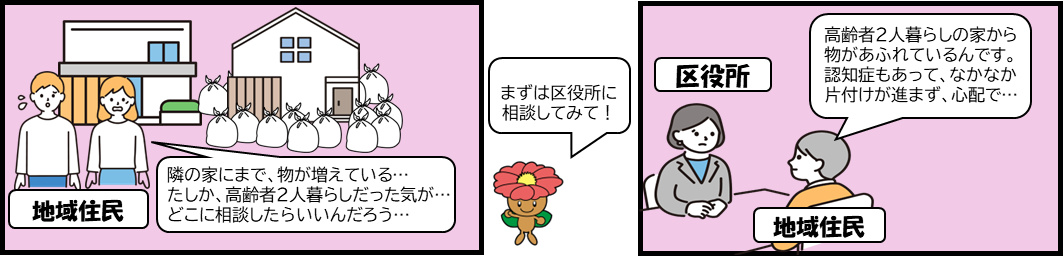 隣の家にまで、物が増えている…
たしか、高齢者2人暮らしだった気が…
どこに相談したらいいんだろう…
地域住民
まずは区役所に
相談してみて！
区役所
高齢者2人暮らしの家から
物があふれているんです。
認知症もあって、なかなか
片付けが進まず、心配で…
地域住民